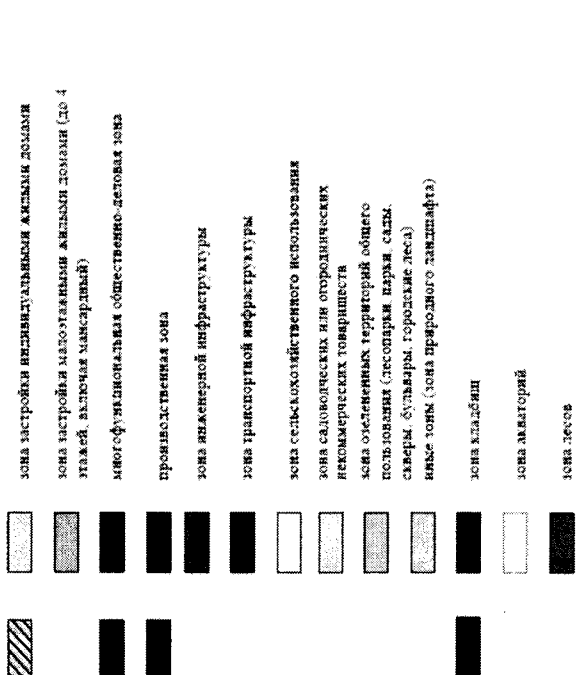 зона застройки индивидуальными жилыми домами
зона застройки малоэтажными жилыми домами (до 4
этажей, включая мансардный)
многофункциональная общественно-деловая зона
производственная зона
зона инженерной инфраструктуры
зона транспортной инфраструктуры
зона сельскохозяйственного использования
зона садоводческих или огороднических
некоммерческих товариществ
зона озелененных территорий общего
пользования (лесопарки, парки, сады,
скверы, бульвары, городские леса)
иные зоны (зона природного ландшафта)
зона кладбищ
зона акваторий
зона лесов